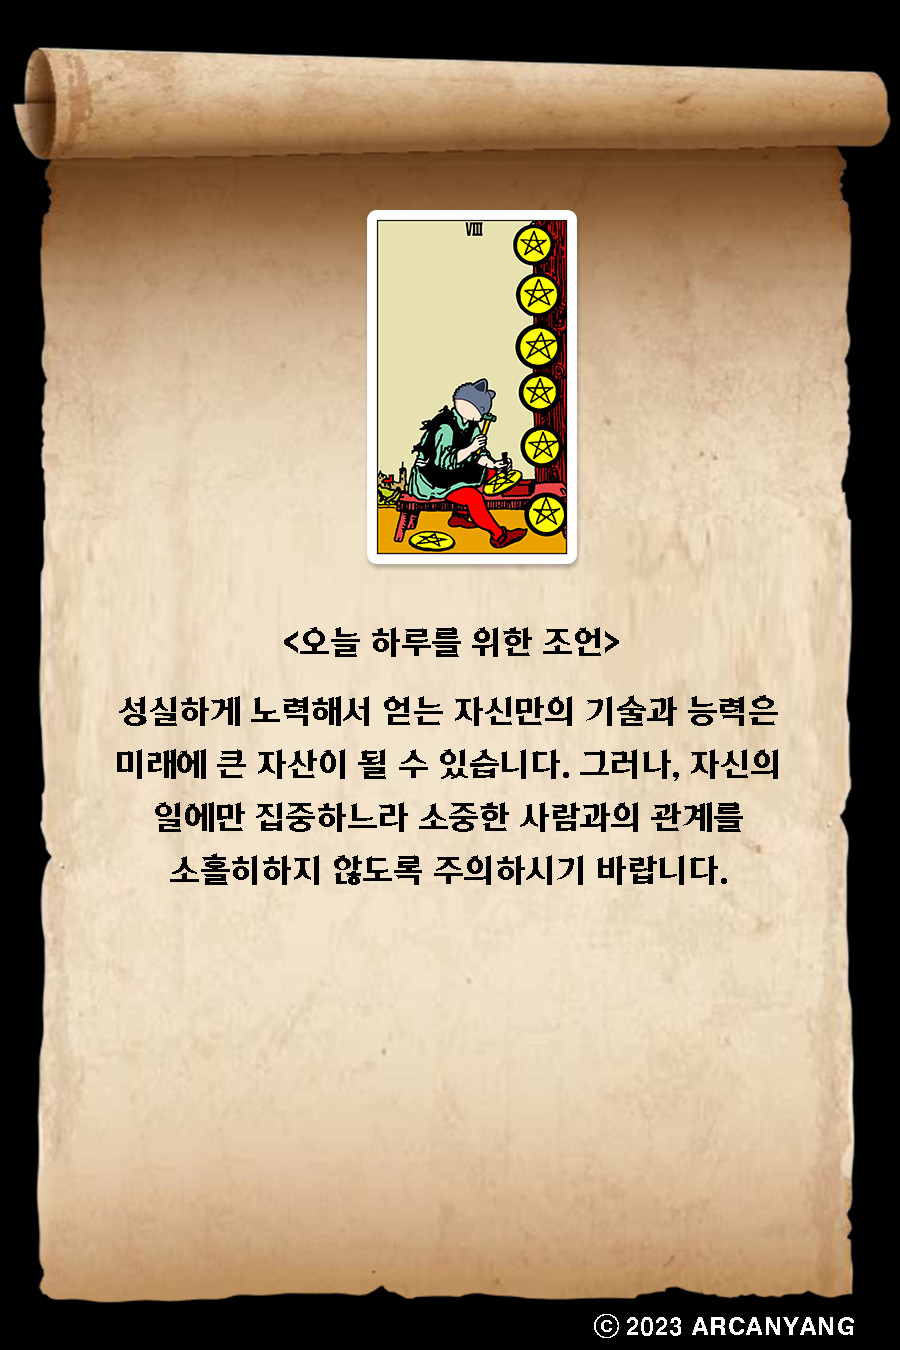 VIII
<오늘 하루를 위한 조언>
성실하게 노력해서 얻는 자신만의 기술과 능력은
미래에 큰 자산이 될 수 있습니다. 그러나, 자신의
일에만 집중하느라 소중한 사람과의 관계를
소홀히하지 않도록 주의하시기 바랍니다.
ⓒ 2023 ARCANYANG